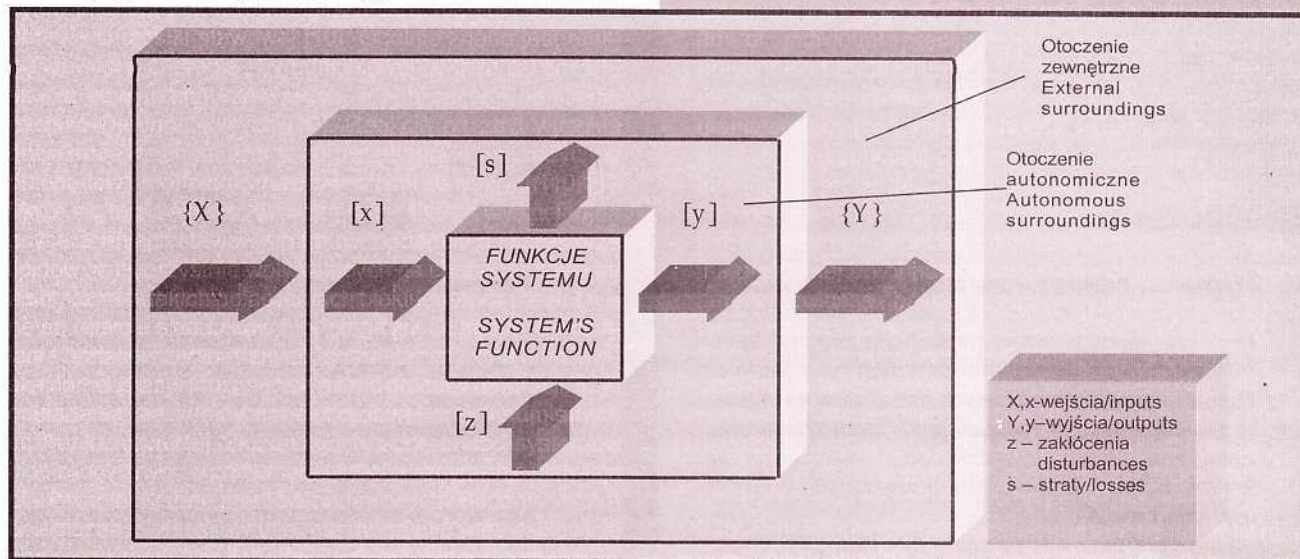 Otoczenie
zewnętrzne
External
surroundings
Otoczenie
autonomiczne
Autonomous
surroundings
{X}
[x]
[s]
[y]
{Y}
FUNKCJE
SYSTEMU
SYSTEM'S
FUNCTION
[z]
X,x-wejścia/inputs
Y,y–wyjścia/outputs
z – zakłócenia
disturbances
s – straty/losses